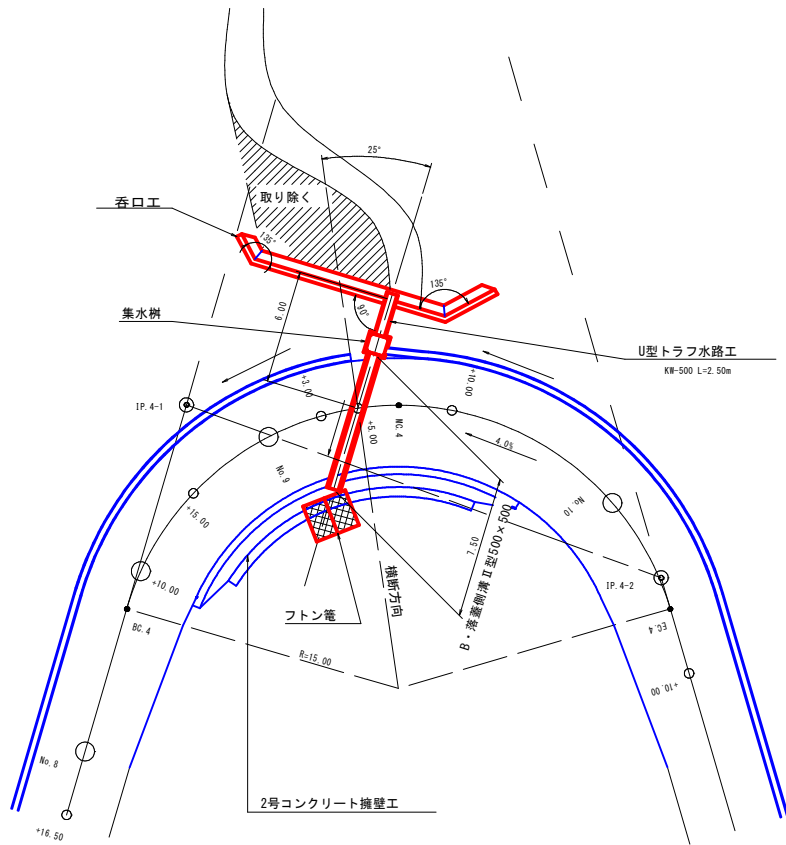 25°
取り除く
呑口工
135°
135°
6.00
90°
集水桝
U型トラフ水路工
KW-500 L=2.50m
+3.00
+10.00
IP.4-1
+5.00
NC.4
4.0%
No.9
No.10
+15.00
7.50
B・落蓋側溝Ⅱ型500×500
横断方向
IP.4-2
+10.00
フトン篭
BC.4
EC.4
R=15.00
+10.00
No.8
2号コンクリート擁壁工
+16.50